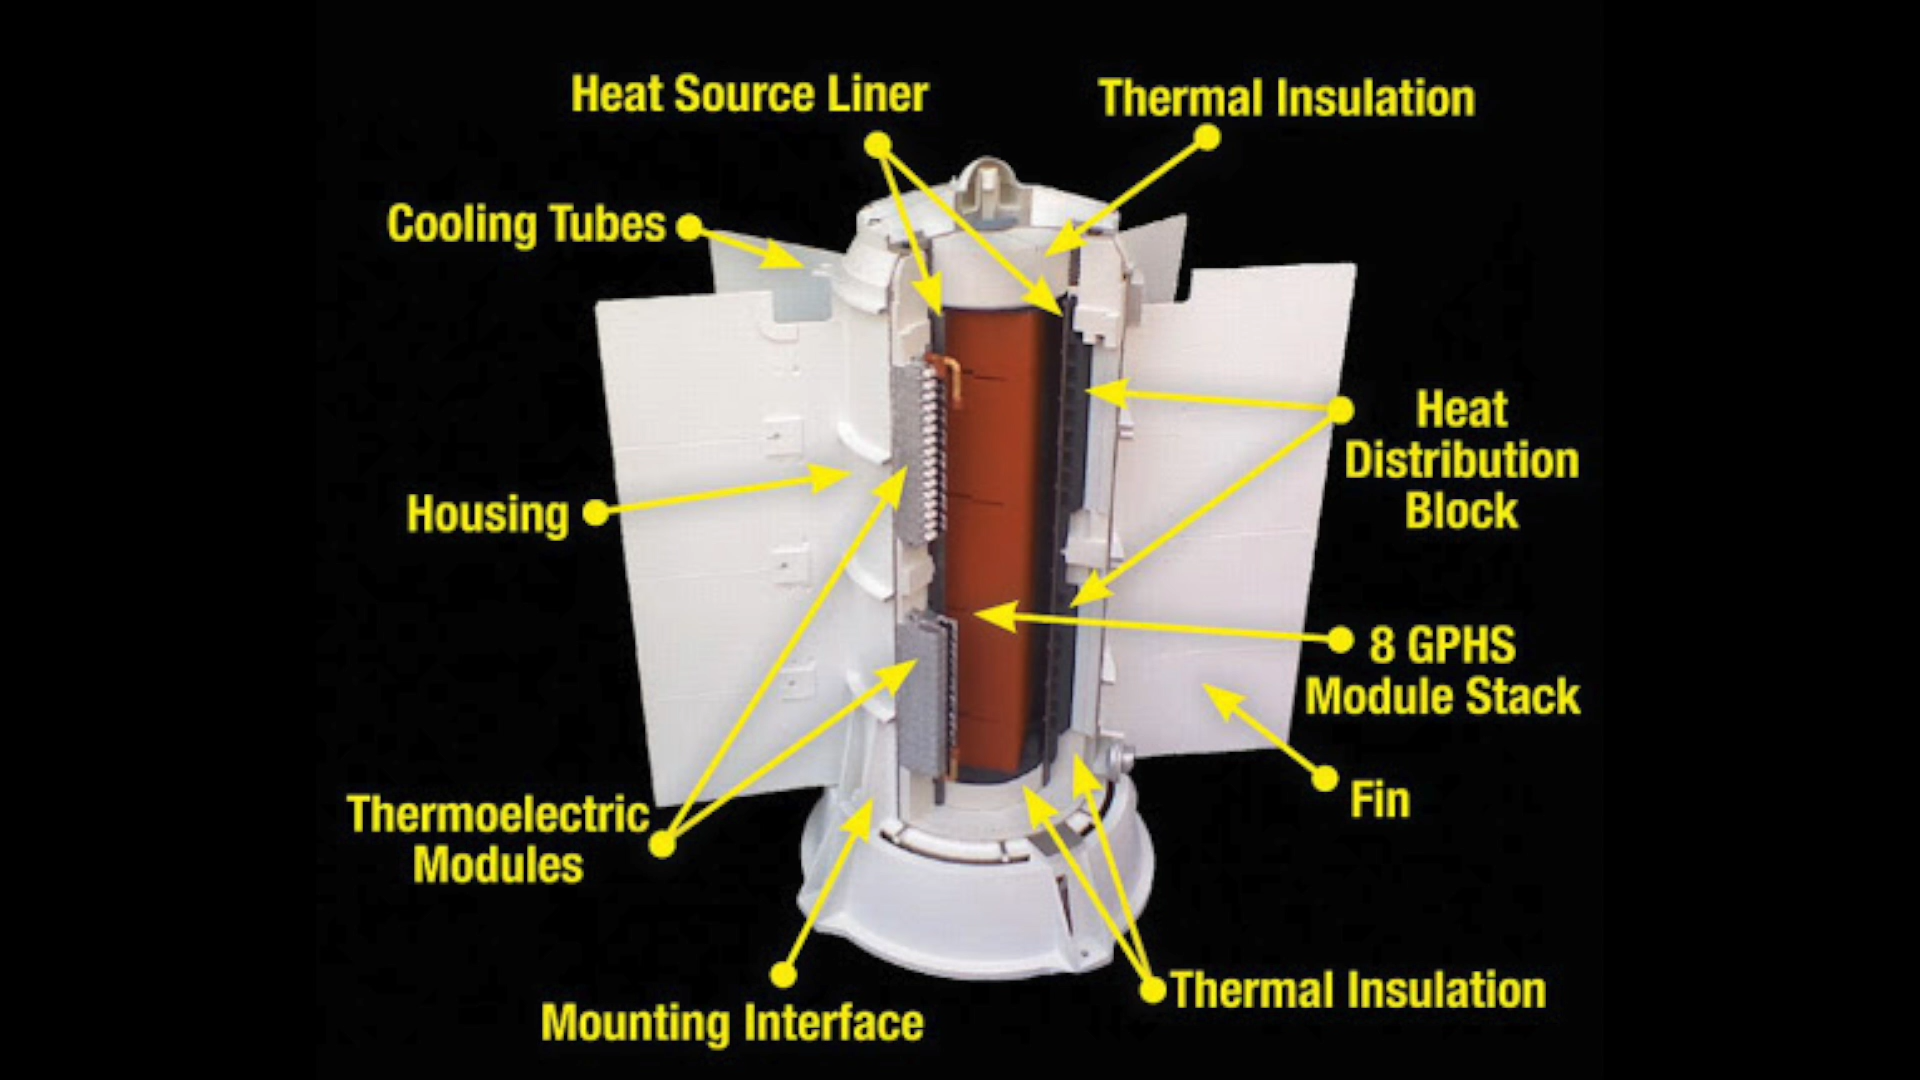 Heat Source Liner
Thermal Insulation
Cooling Tubes
Heat
Distribution
Block
Housing
8 GPHS
Module Stack
Fin
Thermoelectric
Modules
Thermal Insulation
Mounting Interface